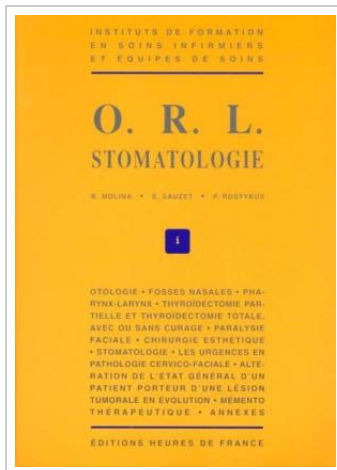 INSTITUTS DE FORMATION
EN SOINS INFIRMIERS
ET EQUIPES DE SOINS
O. R. L.
STOMATOLOGIE
B. MOLINA • S. SAUZET • P. ROSTYKUS
i
OTOLOGIE • FOSSES NASALES • PHA-
RYNX-LARYNX • THYROÏDECTOMIE PAR-
TIELLE ET THYROÏDECTOMIE TOTALE,
AVEC OU SANS CURAGE • PARALYSIE
FACIALE • CHIRURGIE ESTHÉTIQUE
• STOMATOLOGIE • LES URGENCES EN
PATHOLOGIE CERVICO-FACIALE • ALTÉ-
RATION DE L'ÉTAT GÉNÉRAL D'UN
PATIENT PORTEUR D'UNE LÉSION
TUMORALE EN ÉVOLUTION • MÉMENTO
THÉRAPEUTIQUE • ANNEXES
ÉDITIONS HEURES DE FRANCE